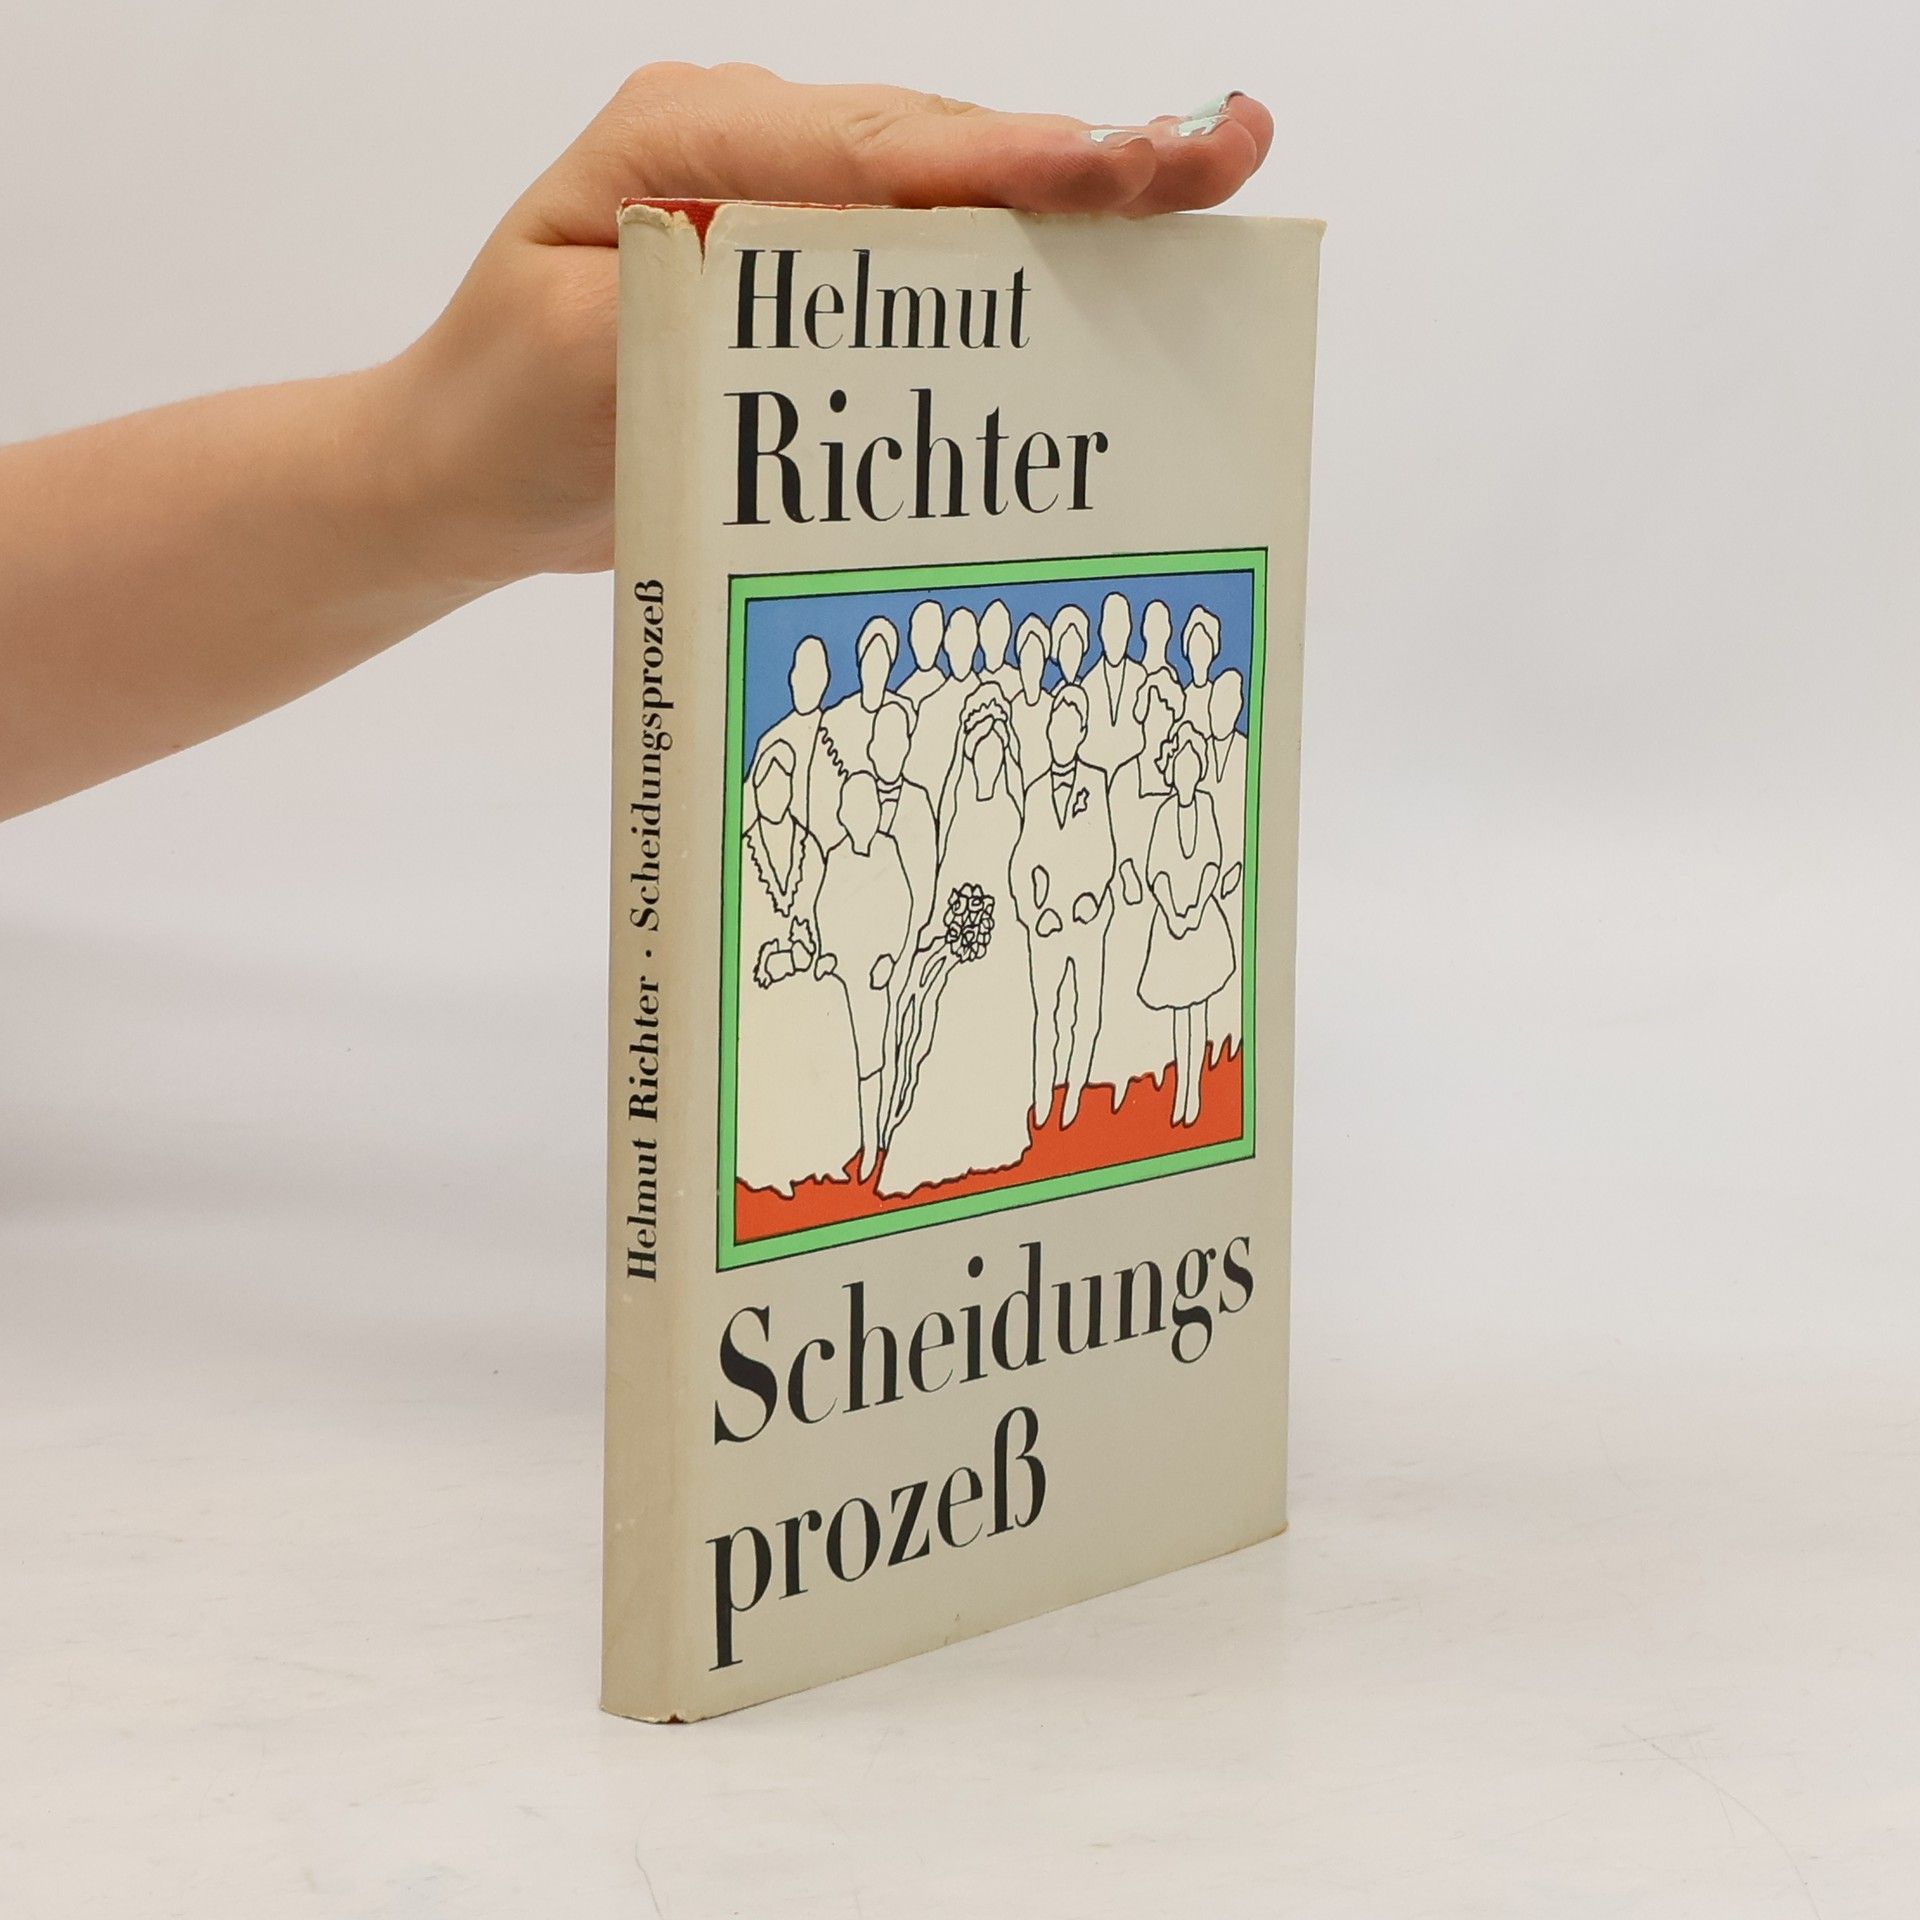 Helmut
Richter
Scheidungs
prozeß
Helmut Richter · Scheidungsprozeß